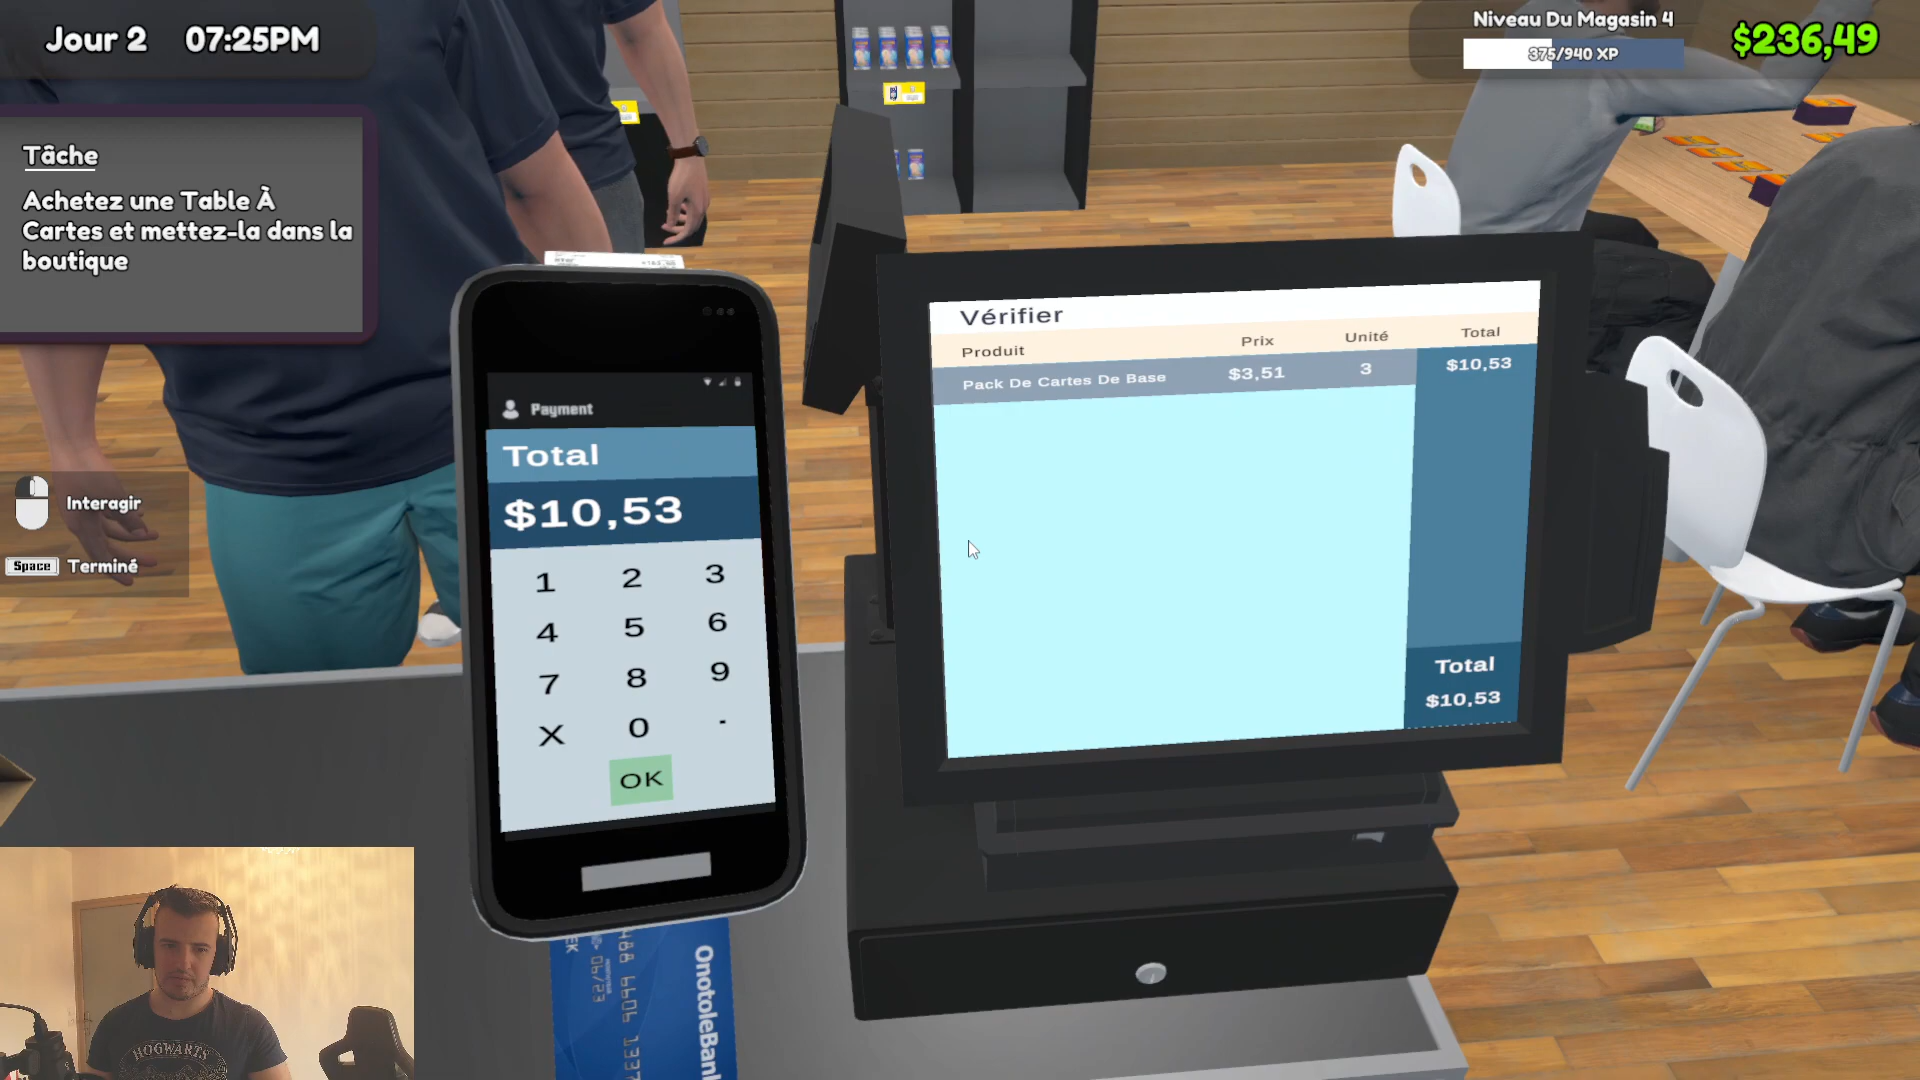 Jour 2 07:25PM
Niveau Du Magasin 4
375/940 XP
$236,49
Tâche
Achetez une Table À
Cartes et mettez-la dans la
boutique
Interagir
Space Terminé
Payment
Total
$10,53
1 2 3
4 5 6
7 8 9
X 0 .
OK
Vérifier
Produit Prix Unité Total
Pack De Cartes De Base $3,51 3 $10,53
Total
$10,53
OnotoleBank
06/23
HOGWARTS